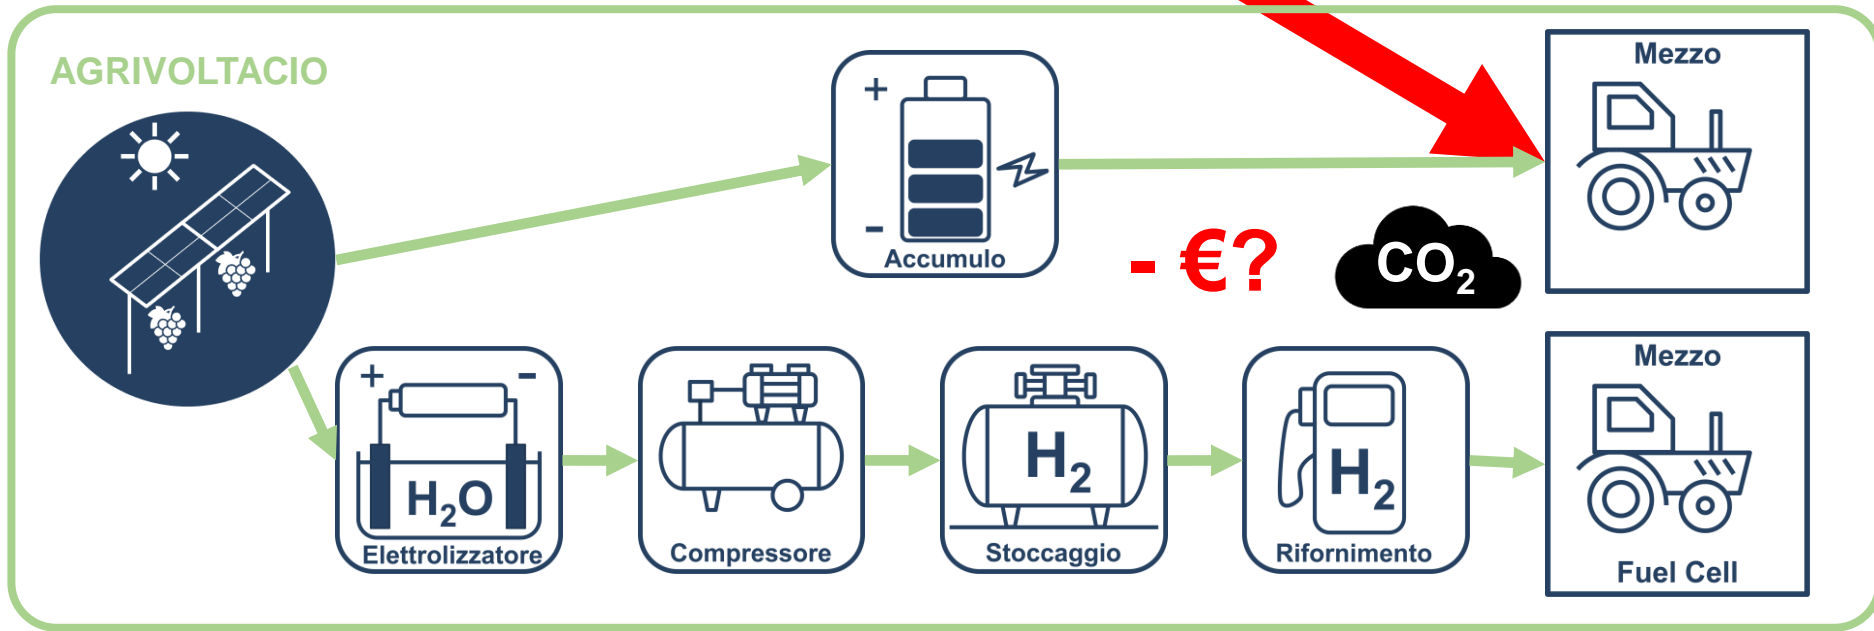 AGRIVOLTACIO
+
-
Accumulo
Mezzo
- €?
CO₂
+ -
H₂O
Elettrolizzatore
Compressore
H₂
Stoccaggio
H₂
Rifornimento
Mezzo
Fuel Cell